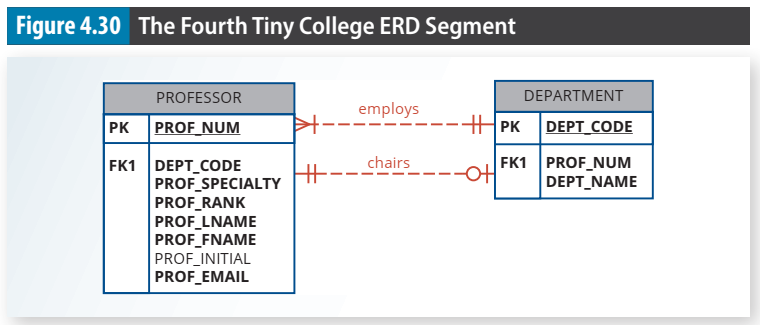 Figure 4.30 The Fourth Tiny College ERD Segment
PROFESSOR
PK PROF_NUM
FK1 DEPT_CODE
PROF_SPECIALTY
PROF_RANK
PROF_LNAME
PROF_FNAME
PROF_INITIAL
PROF_EMAIL
employs
chairs
DEPARTMENT
PK DEPT_CODE
FK1 PROF_NUM
DEPT_NAME